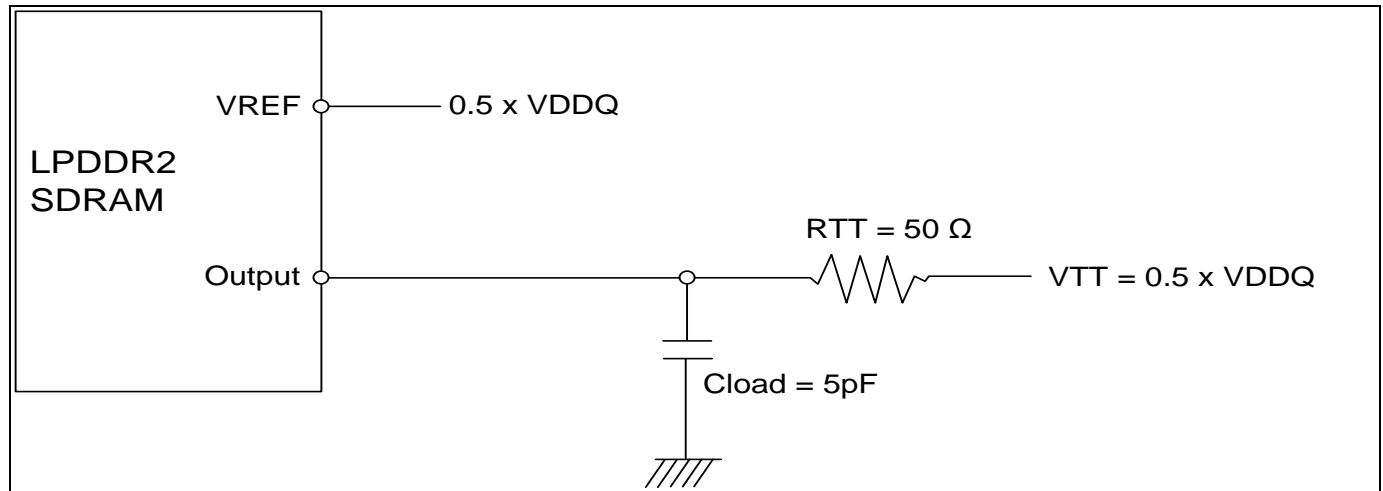 VREF
0.5 x VDDQ
LPDDR2
SDRAM
RTT = 50 Ω
Output
VTT = 0.5 x VDDQ
Cload = 5pF